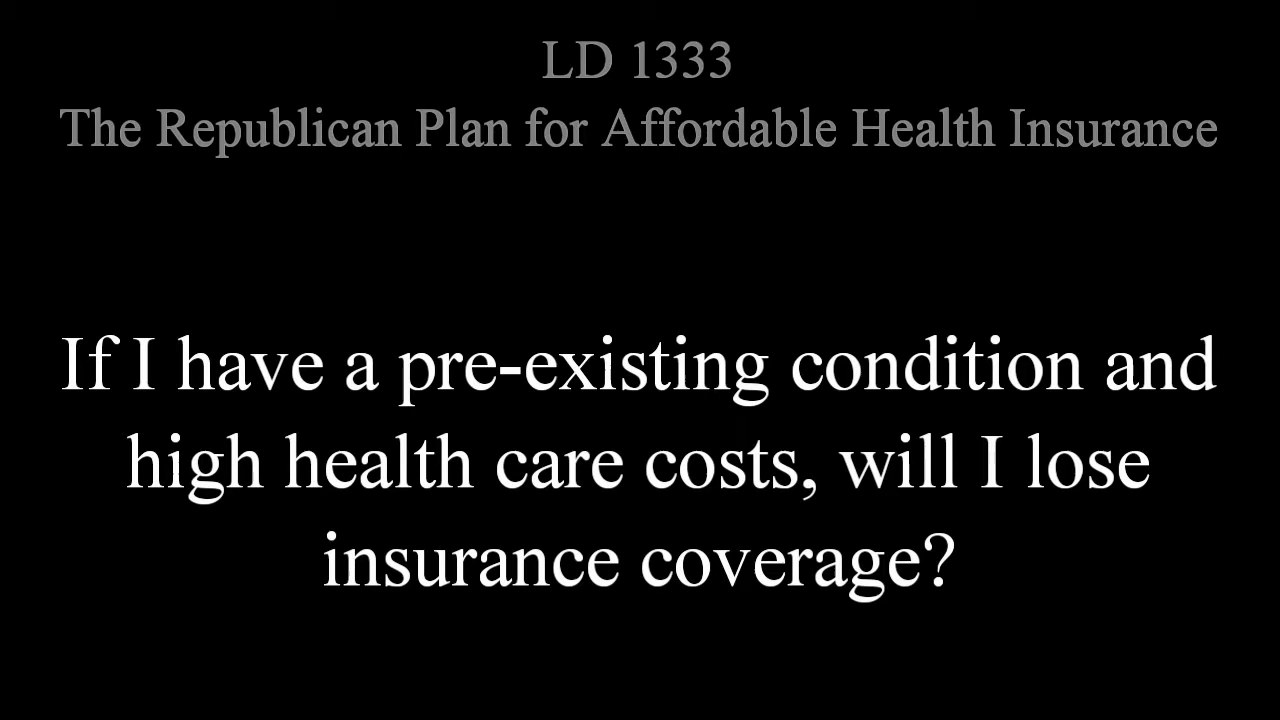 LD 1333
The Republican Plan for Affordable Health Insurance
If I have a pre-existing condition and
high health care costs, will I lose
insurance coverage?